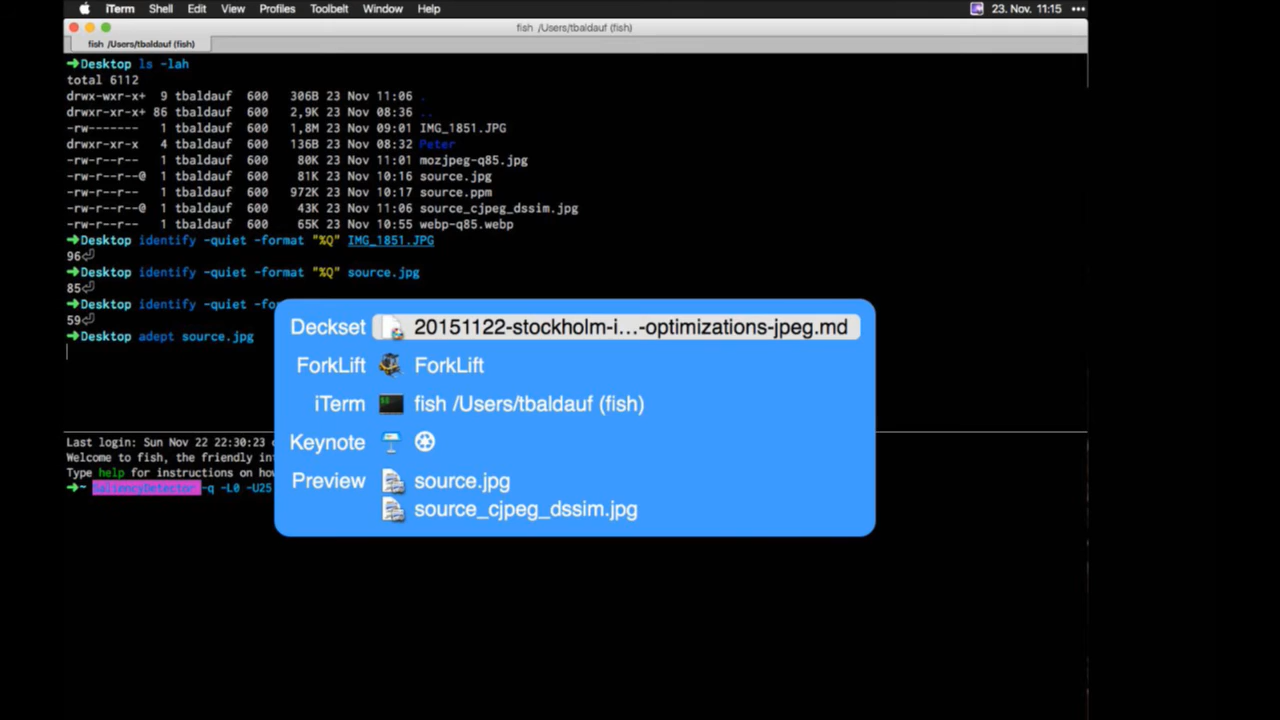 iTerm Shell Edit View Profiles Toolbelt Window Help 23. Nov. 11:15 •••
fish /Users/tbaldauf (fish)
fish /Users/tbaldauf (fish)
➜Desktop ls -lah
total 6112
drwx-wxr-x+ 9 tbaldauf 600 306B 23 Nov 11:06 .
drwxr-xr-x+ 86 tbaldauf 600 2,9K 23 Nov 08:36 ..
-rw------- 1 tbaldauf 600 1,8M 23 Nov 09:01 IMG_1851.JPG
drwxr-xr-x 4 tbaldauf 600 136B 23 Nov 08:32 Peter
-rw-r--r-- 1 tbaldauf 600 80K 23 Nov 11:01 mozjpeg-q85.jpg
-rw-r--r--@ 1 tbaldauf 600 81K 23 Nov 10:16 source.jpg
-rw-r--r-- 1 tbaldauf 600 972K 23 Nov 10:17 source.ppm
-rw-r--r--@ 1 tbaldauf 600 43K 23 Nov 11:06 source_cjpeg_dssim.jpg
-rw-r--r-- 1 tbaldauf 600 65K 23 Nov 10:55 webp-q85.webp
➜Desktop identify -quiet -format "%Q" IMG_1851.JPG
96⏎
➜Desktop identify -quiet -format "%Q" source.jpg
85⏎
➜Desktop identify -quiet -fo
59⏎
➜Desktop adept source.jpg
Deckset 20151122-stockholm-i…-optimizations-jpeg.md
ForkLift ForkLift
iTerm fish /Users/tbaldauf (fish)
Keynote
Preview source.jpg
source_cjpeg_dssim.jpg
Last login: Sun Nov 22 22:30:23
Welcome to fish, the friendly in
Type help for instructions on ho
➜~ SaliencyDetector -q -L0 -U25